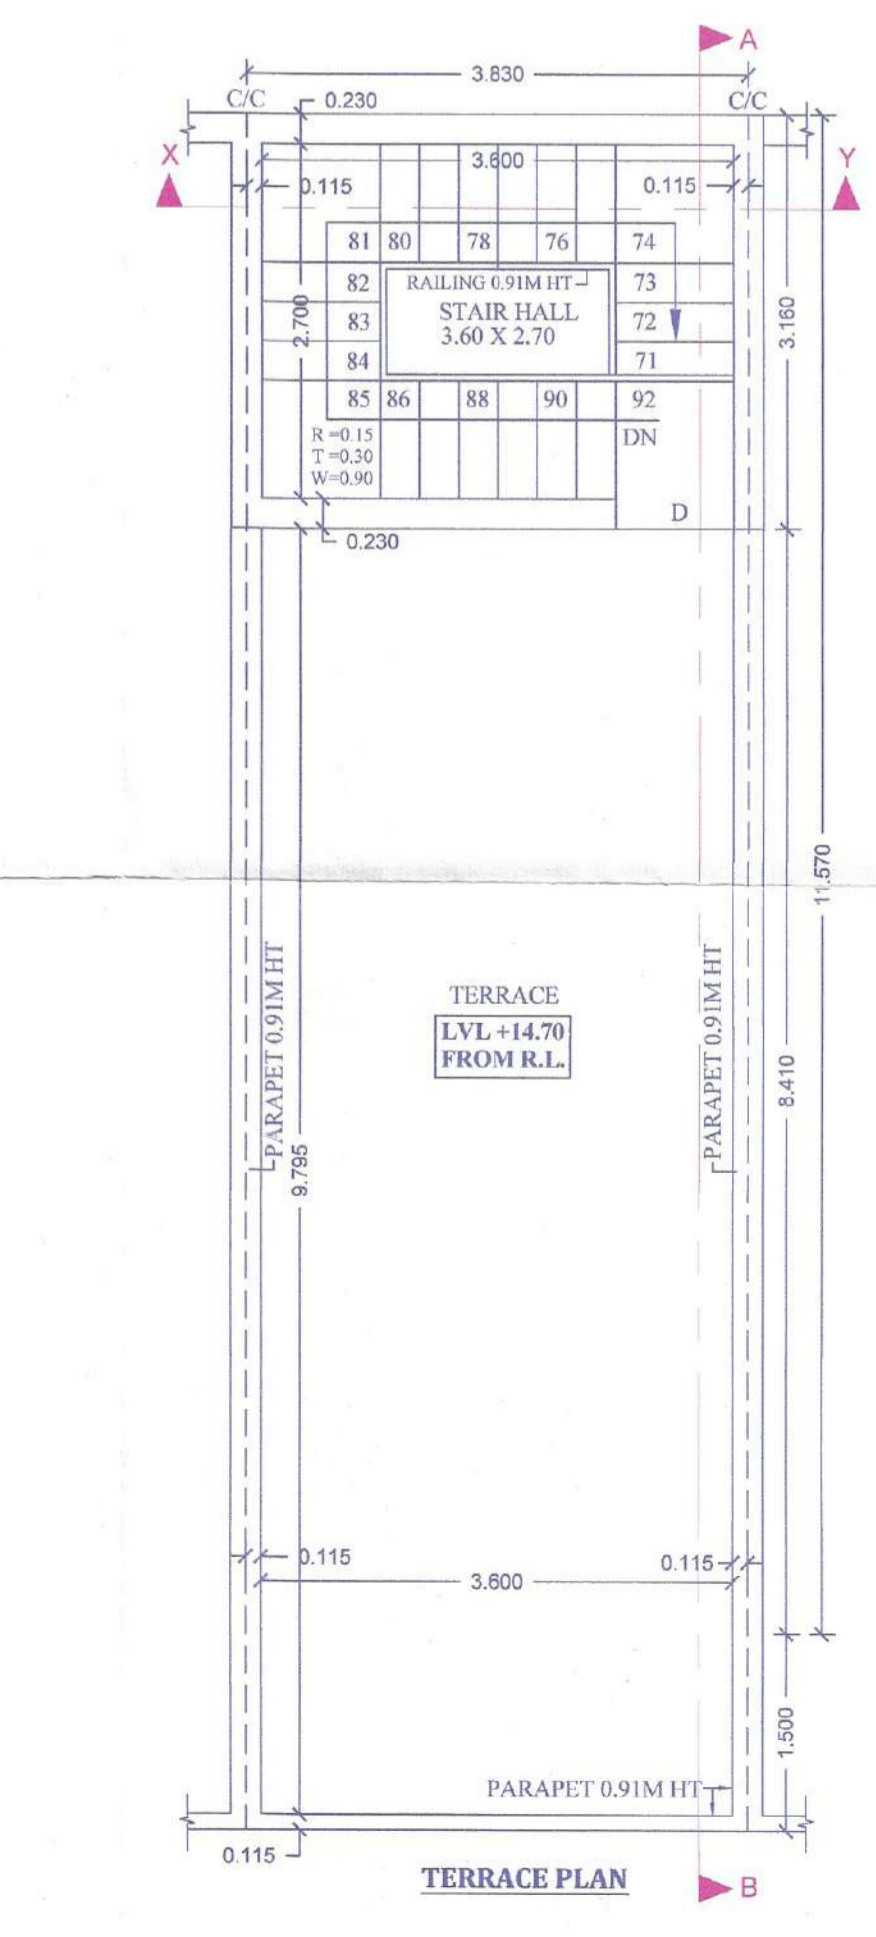 A
3.830
C/C
0.230
C/C
X
3.600
Y
0.115
0.115
81 80 78 76 74
82
RAILING 0.91M HT
73
83
STAIR HALL
3.60 X 2.70
72
2.700
3.160
84
71
85 86 88 90 92
R =0.15
T =0.30
W=0.90
DN
D
0.230
11.570
PARAPET 0.91M HT
PARAPET 0.91M HT
TERRACE
LVL +14.70
FROM R.L.
8.410
9.795
0.115
0.115
3.600
1.500
PARAPET 0.91M HT
0.115
TERRACE PLAN
B